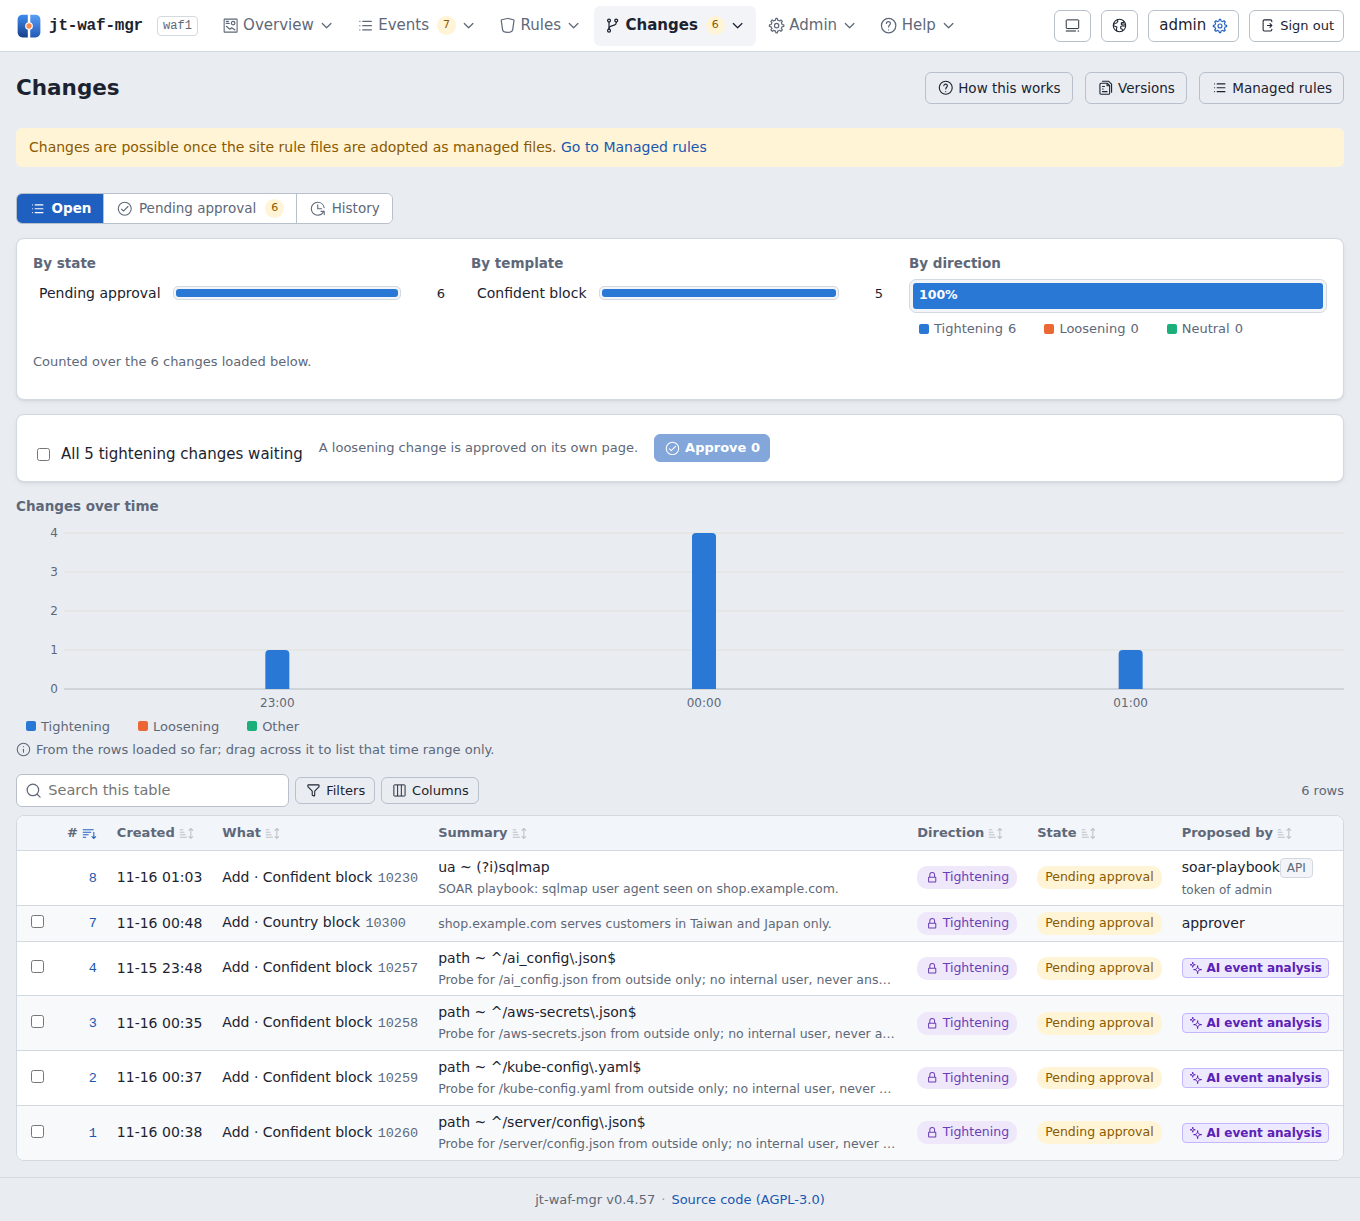 jt-waf-mgr waf1 Overview Events 7 Rules Changes 6 Admin Help admin Sign out
Changes How this works Versions Managed rules
Changes are possible once the site rule files are adopted as managed files. Go to Managed rules
Open Pending approval 6 History
By state By template By direction
Pending approval 6 Confident block 5 100%
Tightening 6 Loosening 0 Neutral 0
Counted over the 6 changes loaded below.
All 5 tightening changes waiting A loosening change is approved on its own page. Approve 0
Changes over time
4
3
2
1
0
23:00 00:00 01:00
Tightening Loosening Other
From the rows loaded so far; drag across it to list that time range only.
Search this table Filters Columns 6 rows
# Created What Summary Direction State Proposed by
8 11-16 01:03 Add · Confident block 10230 ua ~ (?i)sqlmap Tightening Pending approval soar-playbook API
SOAR playbook: sqlmap user agent seen on shop.example.com. token of admin
7 11-16 00:48 Add · Country block 10300 shop.example.com serves customers in Taiwan and Japan only. Tightening Pending approval approver
4 11-15 23:48 Add · Confident block 10257 path ~ ^/ai_config\.json$ Tightening Pending approval AI event analysis
Probe for /ai_config.json from outside only; no internal user, never ans…
3 11-16 00:35 Add · Confident block 10258 path ~ ^/aws-secrets\.json$ Tightening Pending approval AI event analysis
Probe for /aws-secrets.json from outside only; no internal user, never a…
2 11-16 00:37 Add · Confident block 10259 path ~ ^/kube-config\.yaml$ Tightening Pending approval AI event analysis
Probe for /kube-config.yaml from outside only; no internal user, never …
1 11-16 00:38 Add · Confident block 10260 path ~ ^/server/config\.json$ Tightening Pending approval AI event analysis
Probe for /server/config.json from outside only; no internal user, never …
jt-waf-mgr v0.4.57 · Source code (AGPL-3.0)